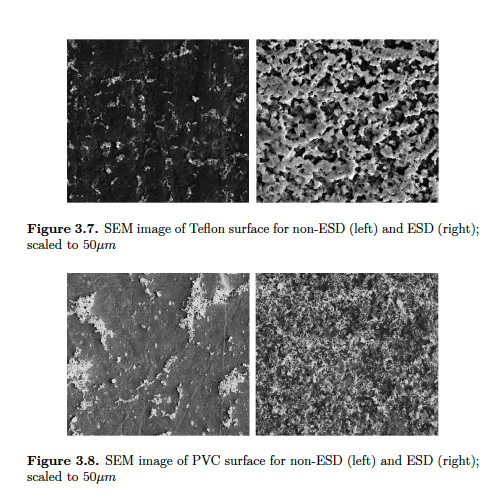 Figure 3.7. SEM image of Teflon surface for non-ESD (left) and ESD (right);
scaled to 50μm
Figure 3.8. SEM image of PVC surface for non-ESD (left) and ESD (right);
scaled to 50μm